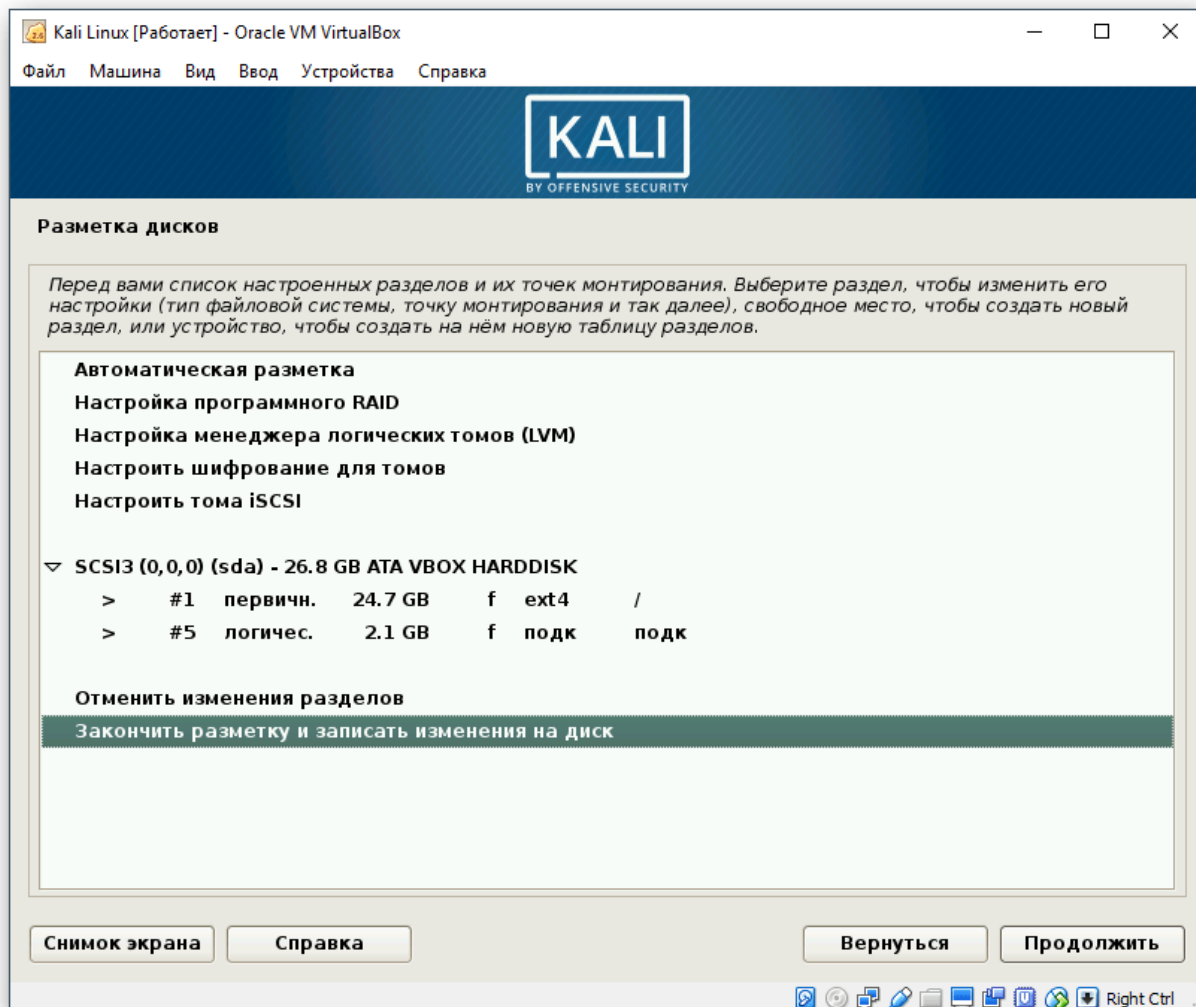 Kali Linux [Работает] - Oracle VM VirtualBox
Файл Машина Вид Ввод Устройства Справка
KALI
BY OFFENSIVE SECURITY
Разметка дисков
Перед вами список настроенных разделов и их точек монтирования. Выберите раздел, чтобы изменить его
настройки (тип файловой системы, точку монтирования и так далее), свободное место, чтобы создать новый
раздел, или устройство, чтобы создать на нём новую таблицу разделов.
Автоматическая разметка
Настройка программного RAID
Настройка менеджера логических томов (LVM)
Настроить шифрование для томов
Настроить тома iSCSI
SCSI3 (0,0,0) (sda) - 26.8 GB ATA VBOX HARDDISK
> #1 первичн. 24.7 GB f ext4 /
> #5 логичес. 2.1 GB f подк подк
Отменить изменения разделов
Закончить разметку и записать изменения на диск
Снимок экрана Справка Вернуться Продолжить
Right Ctrl